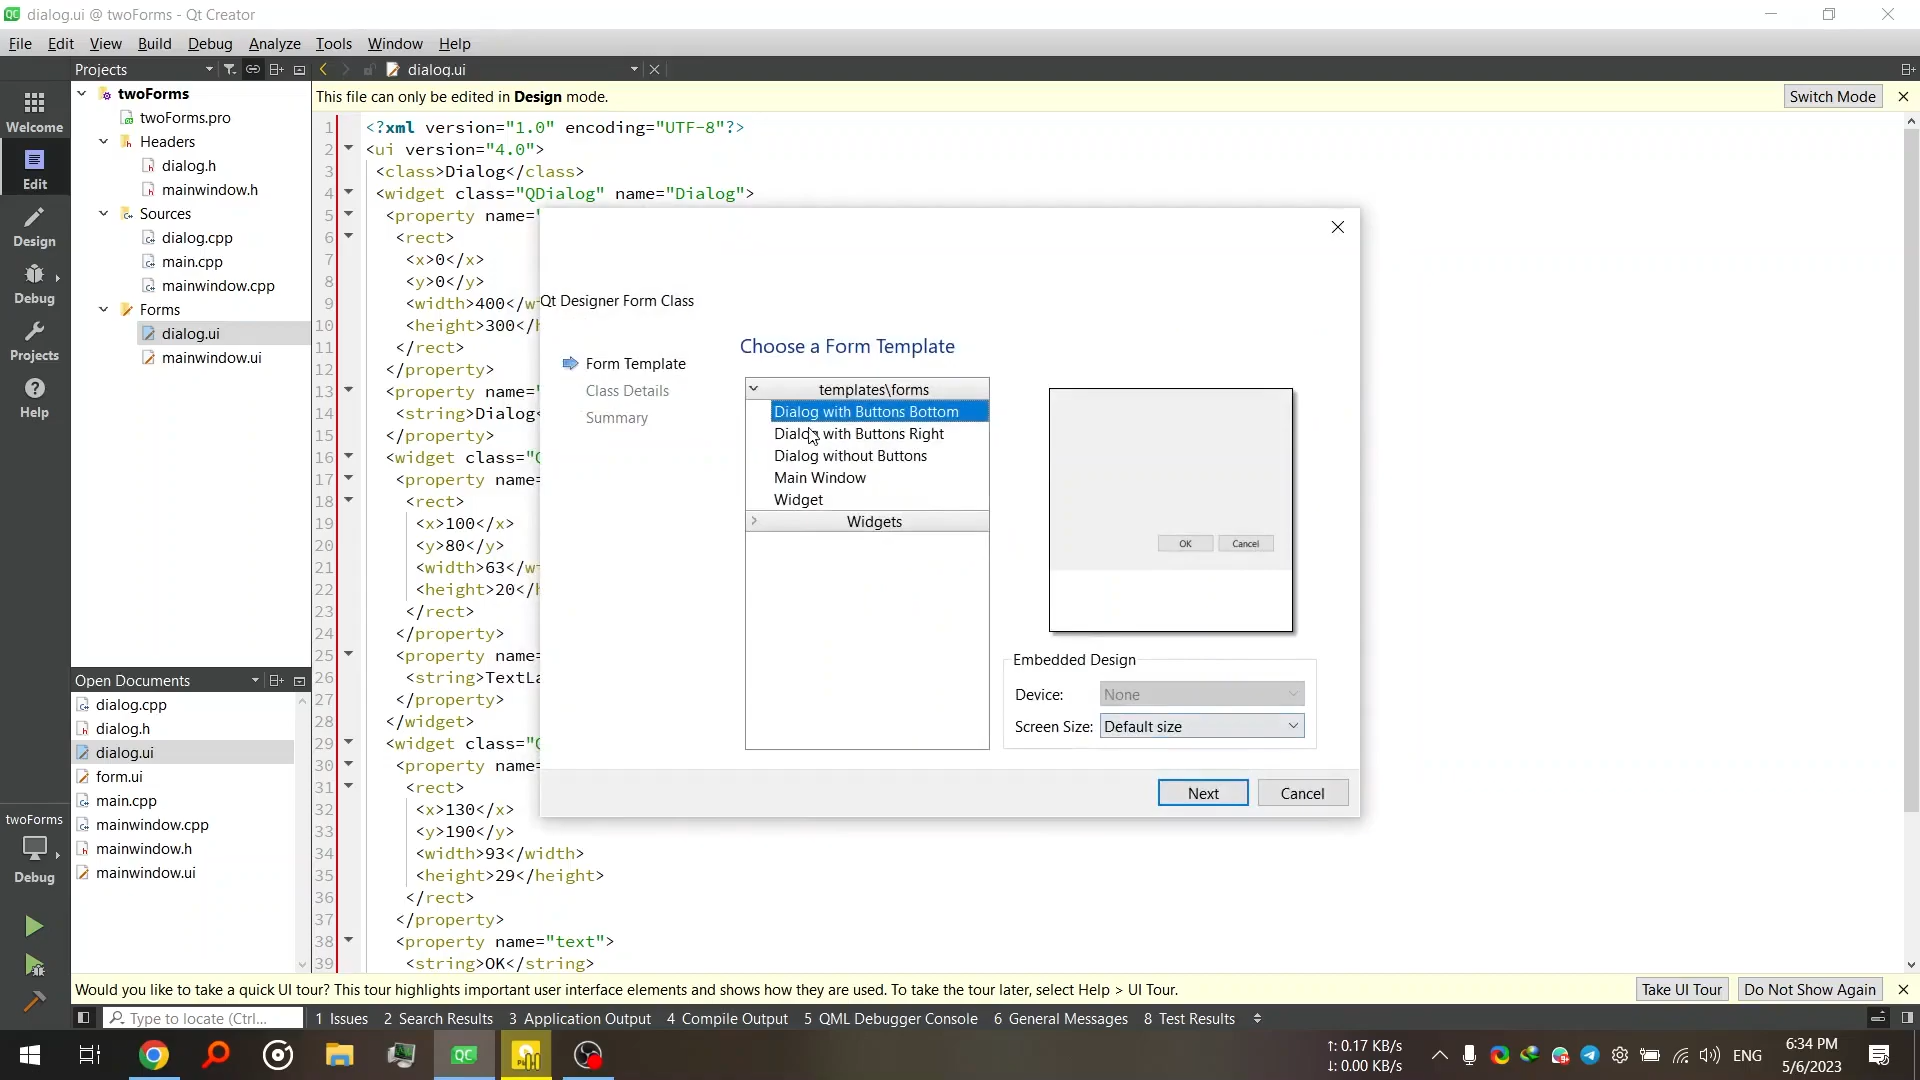 dialog.ui @ twoForms - Qt Creator
File Edit View Build Debug Analyze Tools Window Help
Projects
dialog.ui
This file can only be edited in Design mode.
Switch Mode
Welcome
Edit
Design
Debug
Projects
Help
twoForms
Debug
twoForms
twoForms.pro
Headers
dialog.h
mainwindow.h
Sources
dialog.cpp
main.cpp
mainwindow.cpp
Forms
dialog.ui
mainwindow.ui
Open Documents
dialog.cpp
dialog.h
dialog.ui
form.ui
main.cpp
mainwindow.cpp
mainwindow.h
mainwindow.ui
1 <?xml version="1.0" encoding="UTF-8"?>
2 <ui version="4.0">
3 <class>Dialog</class>
4 <widget class="QDialog" name="Dialog">
5 <property name="
6 <rect>
7 <x>0</x>
8 <y>0</y>
9 <width>400</w
10 <height>300</h
11 </rect>
12 </property>
13 <property name="
14 <string>Dialog<
15 </property>
16 <widget class="Q
17 <property name=
18 <rect>
19 <x>100</x>
20 <y>80</y>
21 <width>63</w
22 <height>20</h
23 </rect>
24 </property>
25 <property name=
26 <string>TextLa
27 </property>
28 </widget>
29 <widget class="Q
30 <property name=
31 <rect>
32 <x>130</x>
33 <y>190</y>
34 <width>93</width>
35 <height>29</height>
36 </rect>
37 </property>
38 <property name="text">
39 <string>OK</string>
Qt Designer Form Class
Form Template
Class Details
Summary
Choose a Form Template
templates\forms
Dialog with Buttons Bottom
Dialog with Buttons Right
Dialog without Buttons
Main Window
Widget
Widgets
OK Cancel
Embedded Design
Device: None
Screen Size: Default size
Next Cancel
Would you like to take a quick UI tour? This tour highlights important user interface elements and shows how they are used. To take the tour later, select Help > UI Tour.
Take UI Tour Do Not Show Again
Type to locate (Ctrl... 1 Issues 2 Search Results 3 Application Output 4 Compile Output 5 QML Debugger Console 6 General Messages 8 Test Results
↑: 0.17 KB/s
↓: 0.00 KB/s
ENG
6:34 PM
5/6/2023